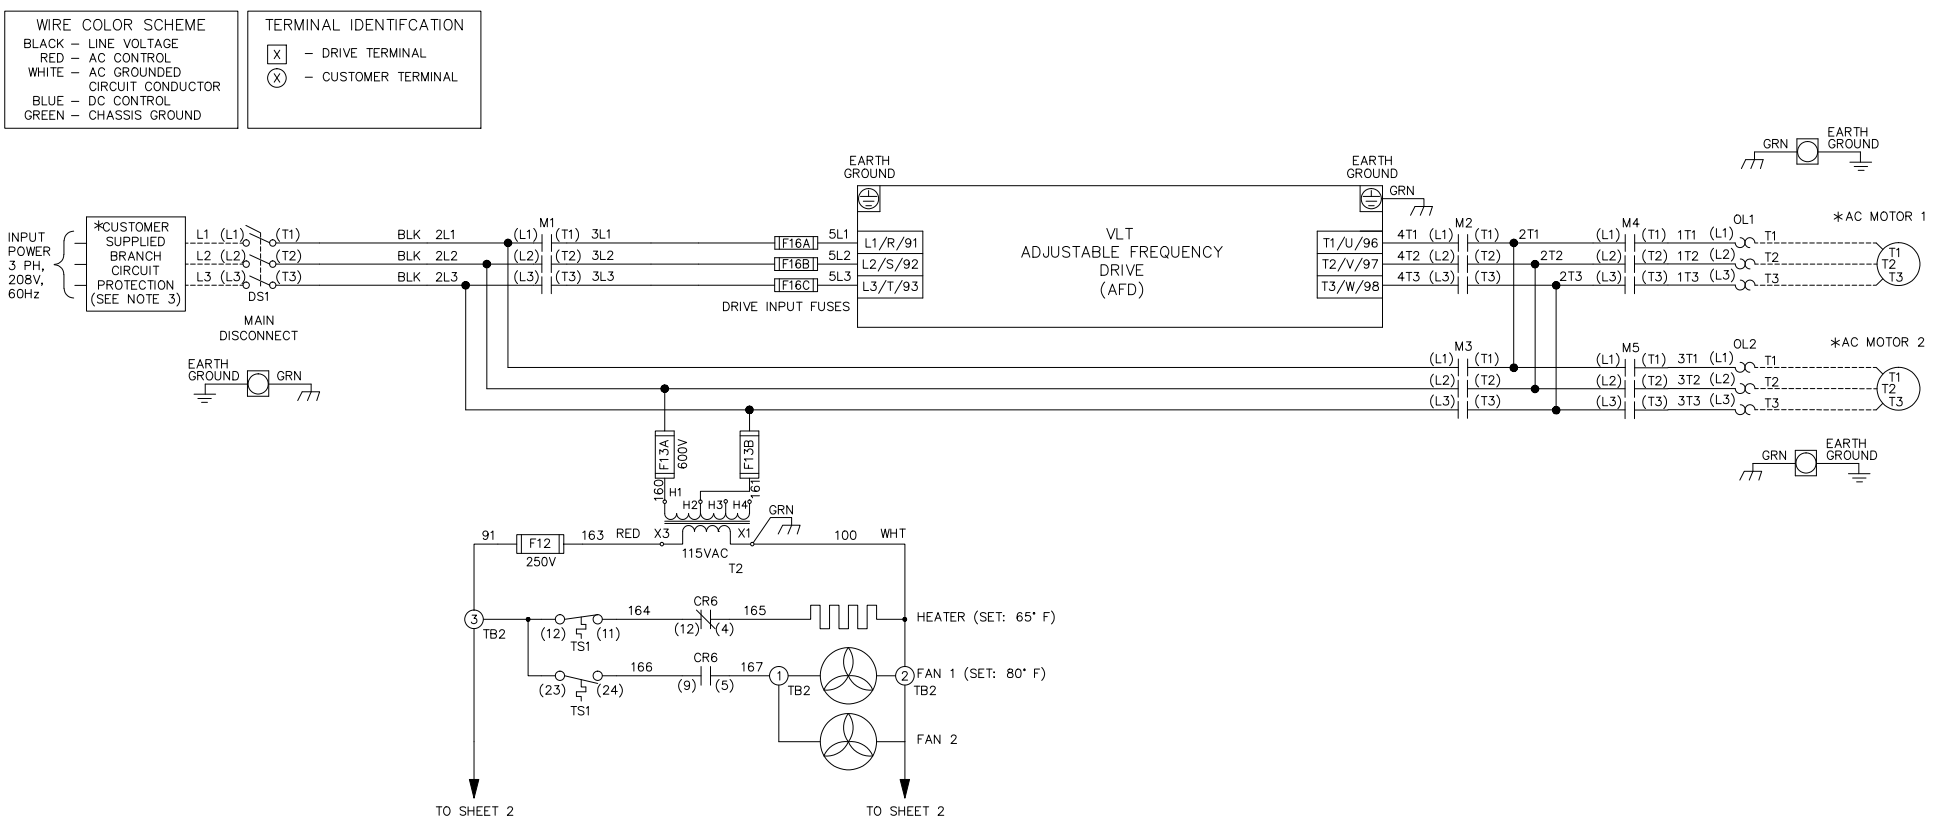 WIRE COLOR SCHEME
BLACK – LINE VOLTAGE
RED – AC CONTROL
WHITE – AC GROUNDED
CIRCUIT CONDUCTOR
BLUE – DC CONTROL
GREEN – CHASSIS GROUND
TERMINAL IDENTIFCATION
X – DRIVE TERMINAL
X – CUSTOMER TERMINAL
INPUT
POWER
3 PH,
208V,
60Hz
*CUSTOMER
SUPPLIED
BRANCH
CIRCUIT
PROTECTION
(SEE NOTE 3)
L1 (L1) (T1) BLK 2L1 (L1) M1 (T1) 3L1 F16A 5L1 L1/R/91
L2 (L2) (T2) BLK 2L2 (L2) (T2) 3L2 F16B 5L2 L2/S/92
L3 (L3) (T3) BLK 2L3 (L3) (T3) 3L3 F16C 5L3 L3/T/93
DS1
MAIN
DISCONNECT
DRIVE INPUT FUSES
EARTH
GROUND
GRN
EARTH
GROUND
VLT
ADJUSTABLE FREQUENCY
DRIVE
(AFD)
EARTH
GROUND
GRN
T1/U/96 4T1 (L1) M2 (T1) 2T1 (L1) M4 (T1) 1T1 (L1) OL1 T1
T2/V/97 4T2 (L2) (T2) 2T2 (L2) (T2) 1T2 (L2) T2
T3/W/98 4T3 (L3) (T3) 2T3 (L3) (T3) 1T3 (L3) T3
GRN
EARTH
GROUND
*AC MOTOR 1
T1
T2
T3
(L1) M3 (T1) (L1) M5 (T1) 3T1 (L1) OL2 T1
(L2) (T2) (L2) (T2) 3T2 (L2) T2
(L3) (T3) (L3) (T3) 3T3 (L3) T3
*AC MOTOR 2
T1
T2
T3
GRN
EARTH
GROUND
F13A
600V
F13B
160
161
H1
H2 H3 H4
GRN
91 F12 163 RED X3 X1 100 WHT
250V
115VAC
T2
3
TB2
(12) (11)
TS1
164
CR6
(12) (4)
165
HEATER (SET: 65° F)
(23) (24)
TS1
166
CR6
(9) (5)
167
1
TB2
2
TB2
FAN 1 (SET: 80° F)
FAN 2
TO SHEET 2
TO SHEET 2